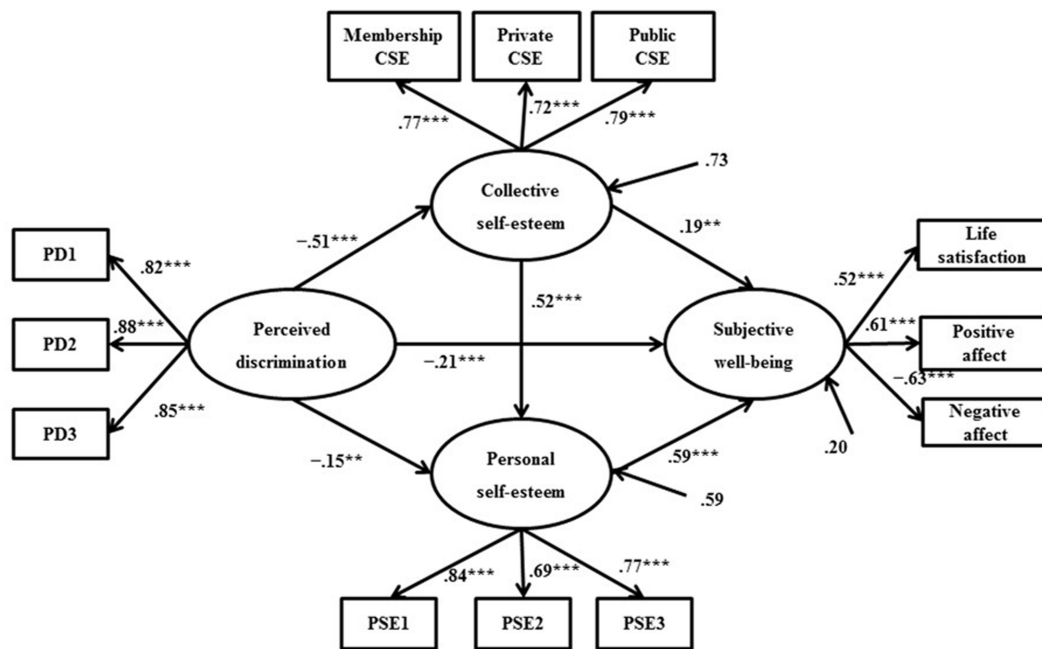 Membership
CSE
Private
CSE
Public
CSE
.77***
.72***
.79***
Collective
self-esteem
.73
−.51***
.19**
PD1
PD2
PD3
.82***
.88***
.85***
Perceived
discrimination
.52***
−.21***
Subjective
well-being
.52***
.61***
−.63***
Life
satisfaction
Positive
affect
Negative
affect
.20
−.15**
Personal
self-esteem
.59***
.59
.84***
.69***
.77***
PSE1
PSE2
PSE3